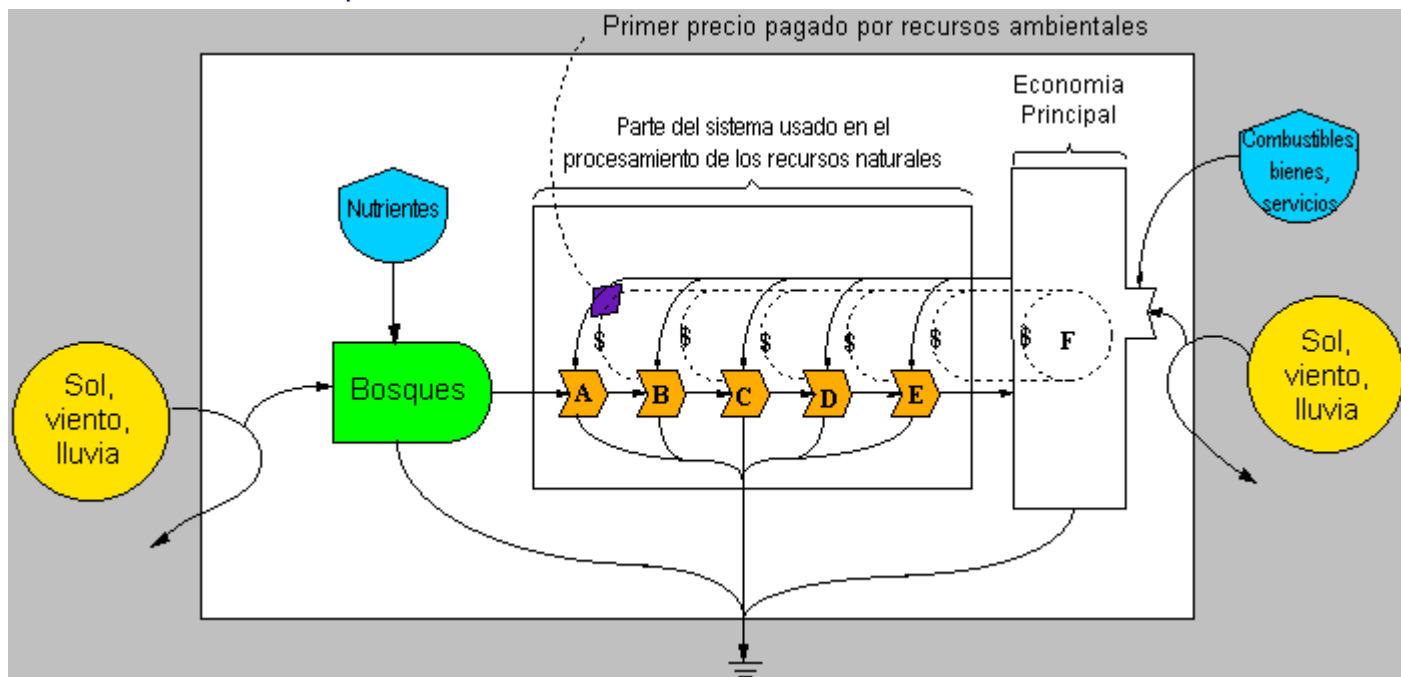 Primer precio pagado por recursos ambientales
Economia
Principal
Parte del sistema usado en el
procesamiento de los recursos naturales
Combustibles
bienes,
servicios
Nutrientes
Sol,
viento,
lluvia
Bosques
$
$
$
$
$
$
F
A
B
C
D
E
Sol,
viento,
lluvia